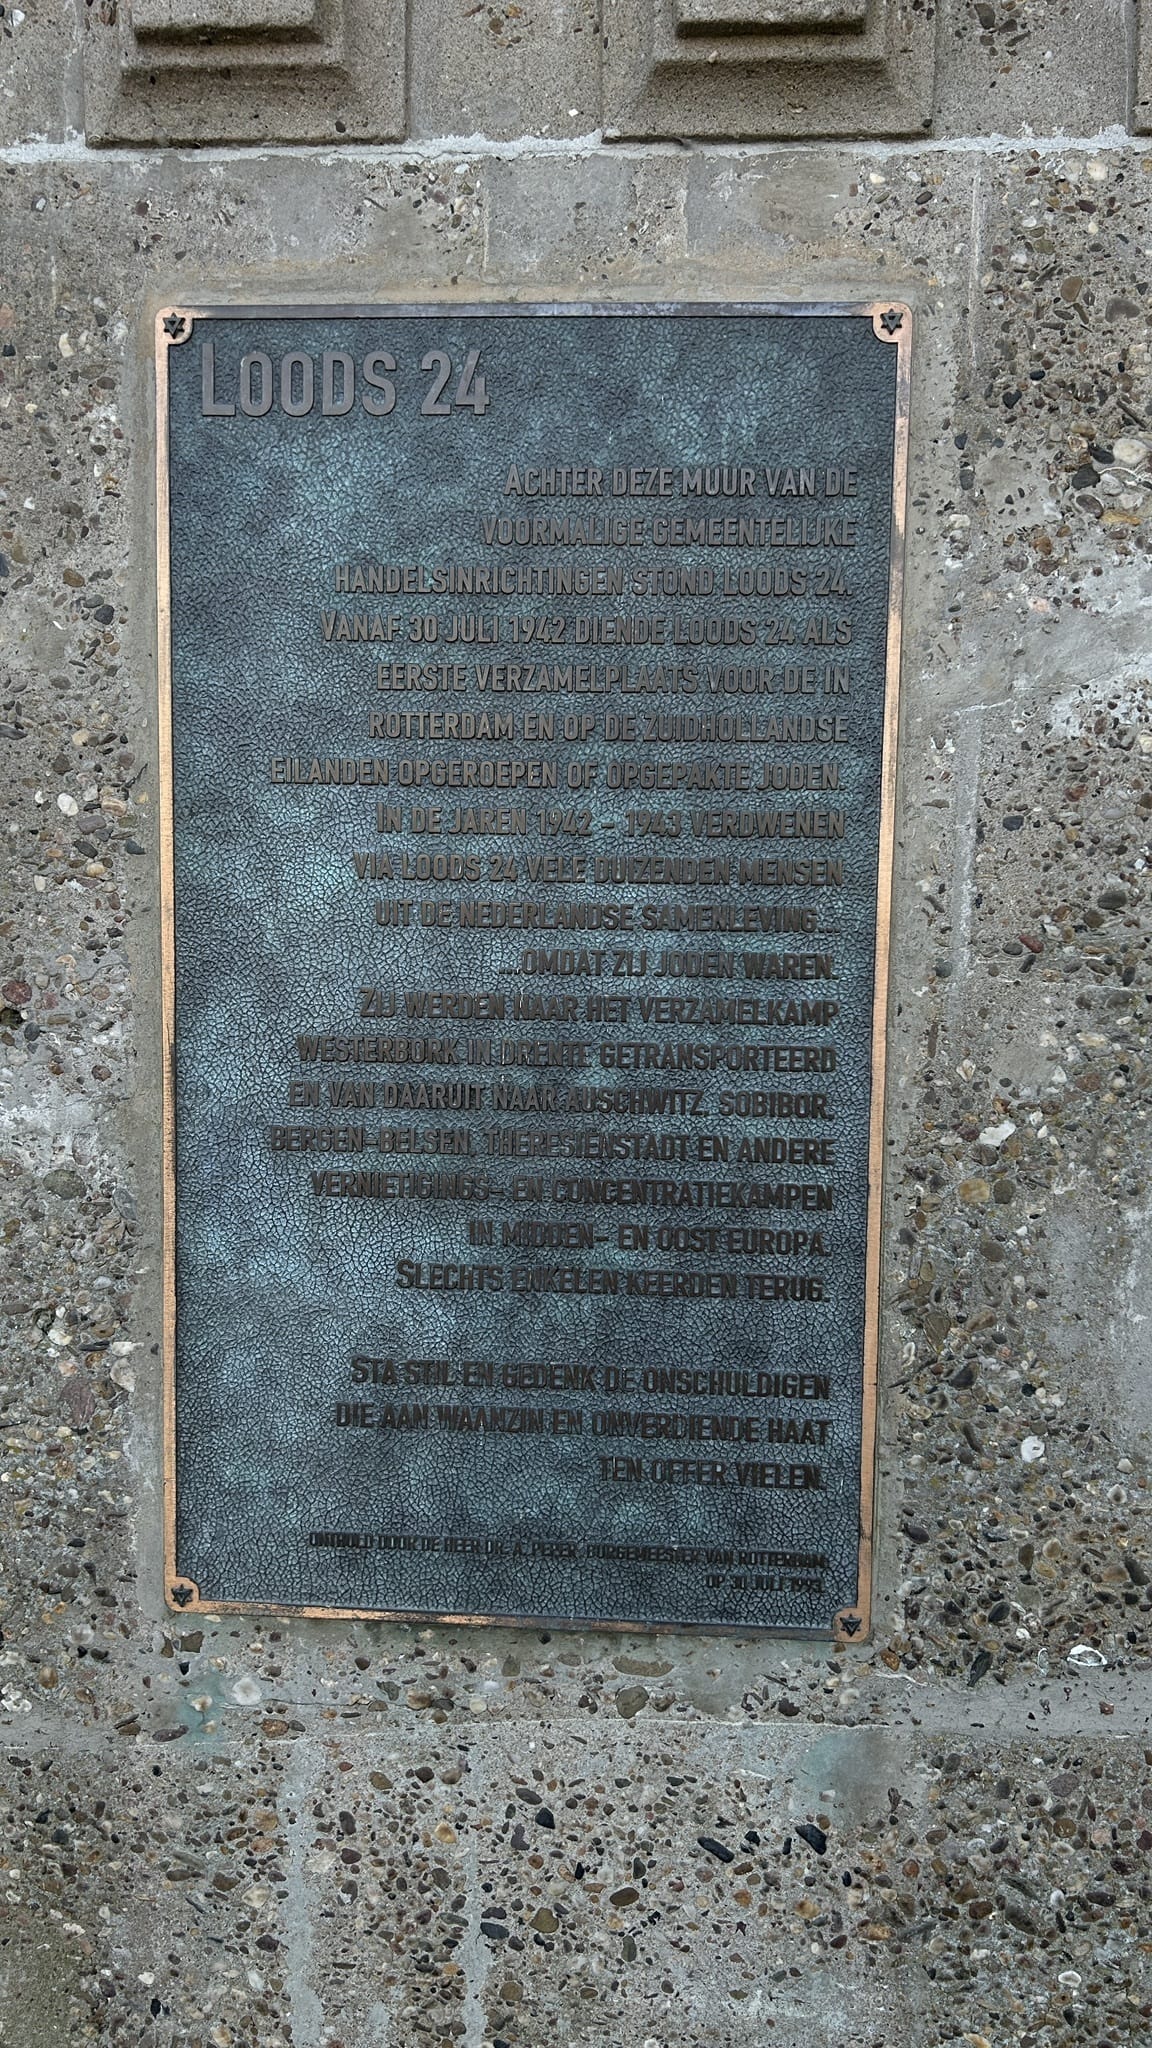 LOODS 24
ACHTER DEZE MUUR VAN DE
VOORMALIGE GEMEENTELIJKE
HANDELSINRICHTINGEN STOND LOODS 24.
VANAF 30 JULI 1942 DIENDE LOODS 24 ALS
EERSTE VERZAMELPLAATS VOOR DE IN
ROTTERDAM EN OP DE ZUIDHOLLANDSE
EILANDEN OPGEROEPEN OF OPGEPAKTE JODEN.
IN DE JAREN 1942 - 1943 VERDWENEN
VIA LOODS 24 VELE DUIZENDEN MENSEN
UIT DE NEDERLANDSE SAMENLEVING...
...OMDAT ZIJ JODEN WAREN.
ZIJ WERDEN NAAR HET VERZAMELKAMP
WESTERBORK IN DRENTE GETRANSPORTEERD
EN VAN DAARUIT NAAR AUSCHWITZ, SOBIBOR,
BERGEN-BELSEN, THERESIËNSTADT EN ANDERE
VERNIETIGINGS- EN CONCENTRATIEKAMPEN
IN MIDDEN- EN OOST EUROPA.
SLECHTS ENKELEN KEERDEN TERUG.
STA STIL EN GEDENK DE ONSCHULDIGEN
DIE AAN WAANZIN EN ONVERDIENDE HAAT
TEN OFFER VIELEN.
ONTHULD DOOR DE HEER DR. A. PEPER, BURGEMEESTER VAN ROTTERDAM,
OP 30 JULI 1993.